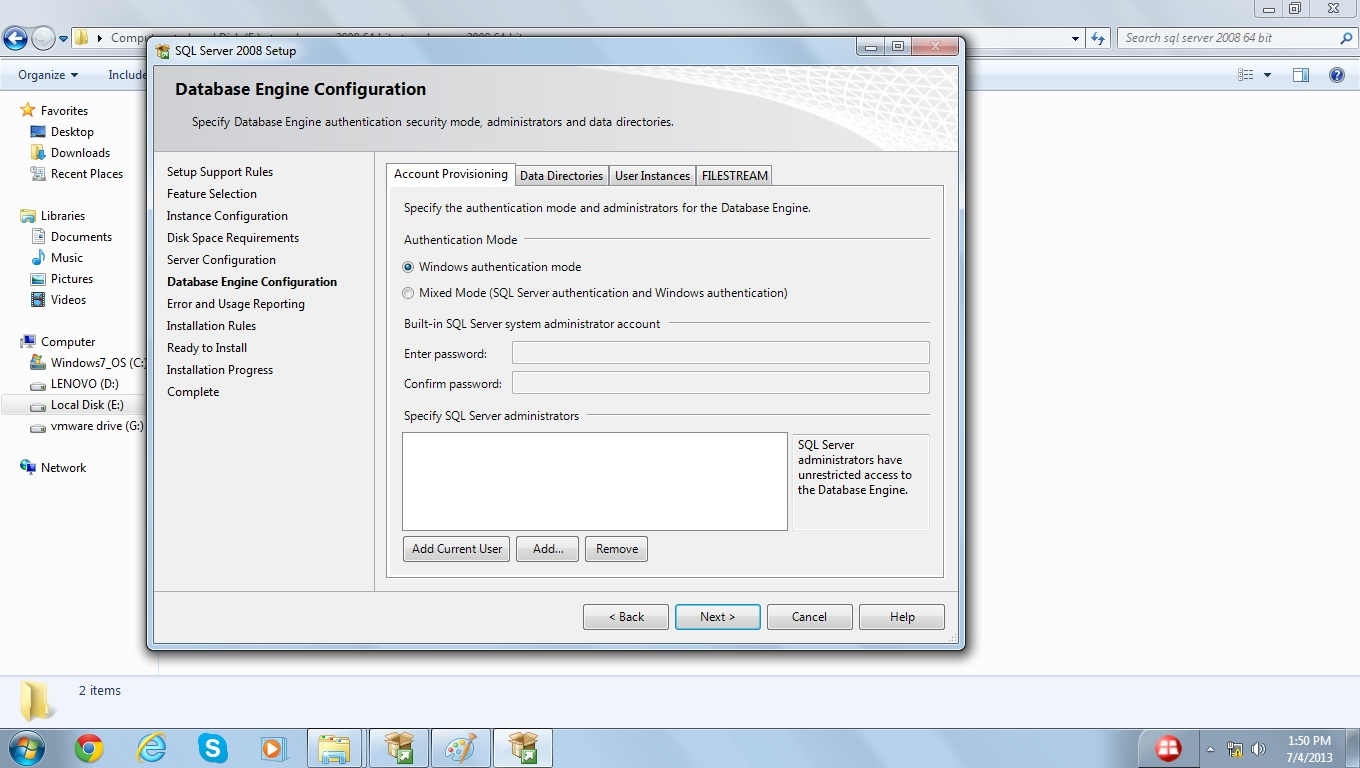 Search sql server 2008 64 bit
Organize
Include
Favorites
Desktop
Downloads
Recent Places
Libraries
Documents
Music
Pictures
Videos
Computer
Windows7_OS (C:)
LENOVO (D:)
Local Disk (E:)
vmware drive (G:)
Network
SQL Server 2008 Setup
Database Engine Configuration
Specify Database Engine authentication security mode, administrators and data directories.
Setup Support Rules
Feature Selection
Instance Configuration
Disk Space Requirements
Server Configuration
Database Engine Configuration
Error and Usage Reporting
Installation Rules
Ready to Install
Installation Progress
Complete
Account Provisioning
Data Directories
User Instances
FILESTREAM
Specify the authentication mode and administrators for the Database Engine.
Authentication Mode
Windows authentication mode
Mixed Mode (SQL Server authentication and Windows authentication)
Built-in SQL Server system administrator account
Enter password:
Confirm password:
Specify SQL Server administrators
SQL Server
administrators have
unrestricted access to
the Database Engine.
Add Current User
Add...
Remove
< Back
Next >
Cancel
Help
2 items
1:50 PM
7/4/2013